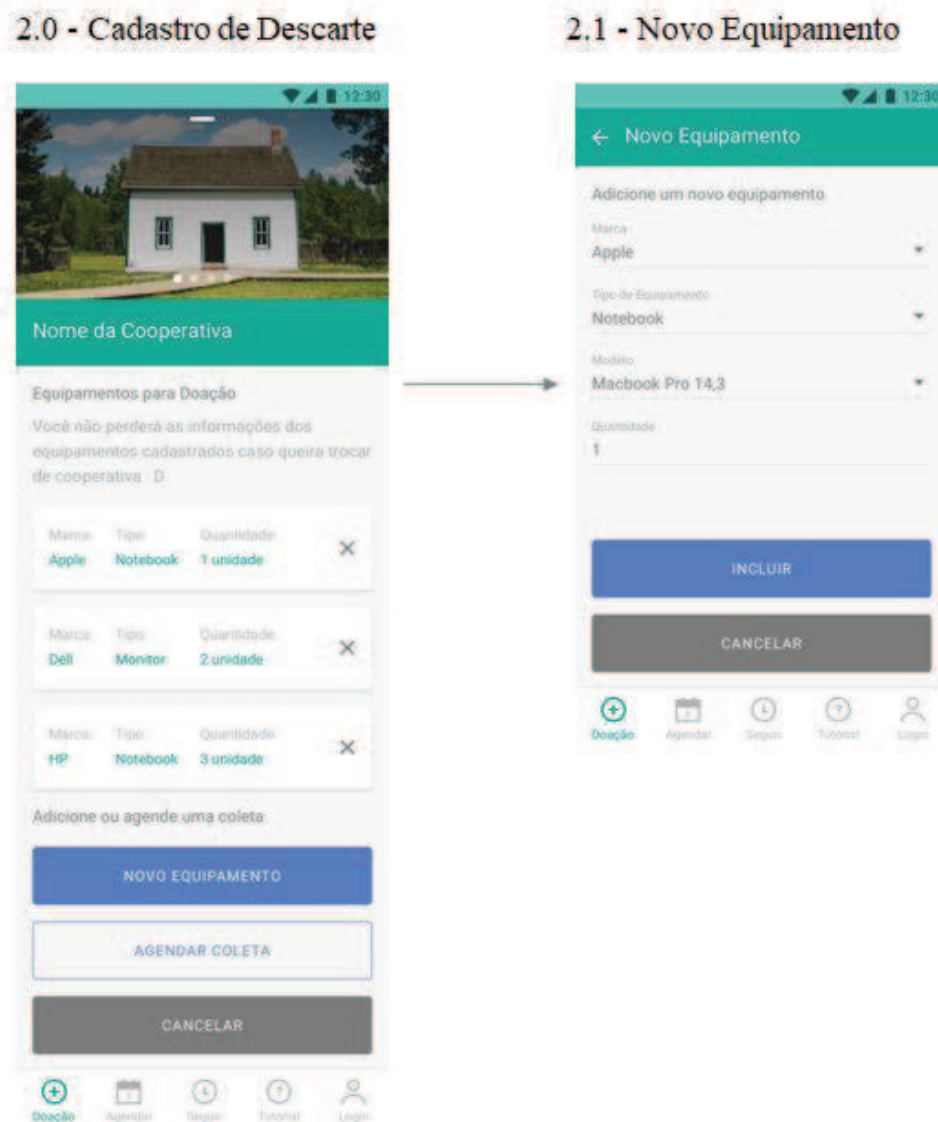 2.0 - Cadastro de Descarte
12:30
Nome da Cooperativa
Equipamentos para Doação
Você não perderá as informações dos
equipamentos cadastrados caso queira trocar
de cooperativa : D
Marca: Tipo: Quantidade:
Apple Notebook 1 unidade
Marca: Tipo: Quantidade:
Dell Monitor 2 unidade
Marca: Tipo: Quantidade:
HP Notebook 3 unidade
Adicione ou agende uma coleta
NOVO EQUIPAMENTO
AGENDAR COLETA
CANCELAR
Doação Agendar Seguir Tutorial Login
2.1 - Novo Equipamento
12:30
Novo Equipamento
Adicione um novo equipamento
Marca
Apple
Tipo de Equipamento
Notebook
Modelo
Macbook Pro 14,3
Quantidade
1
INCLUIR
CANCELAR
Doação Agendar Seguir Tutorial Login